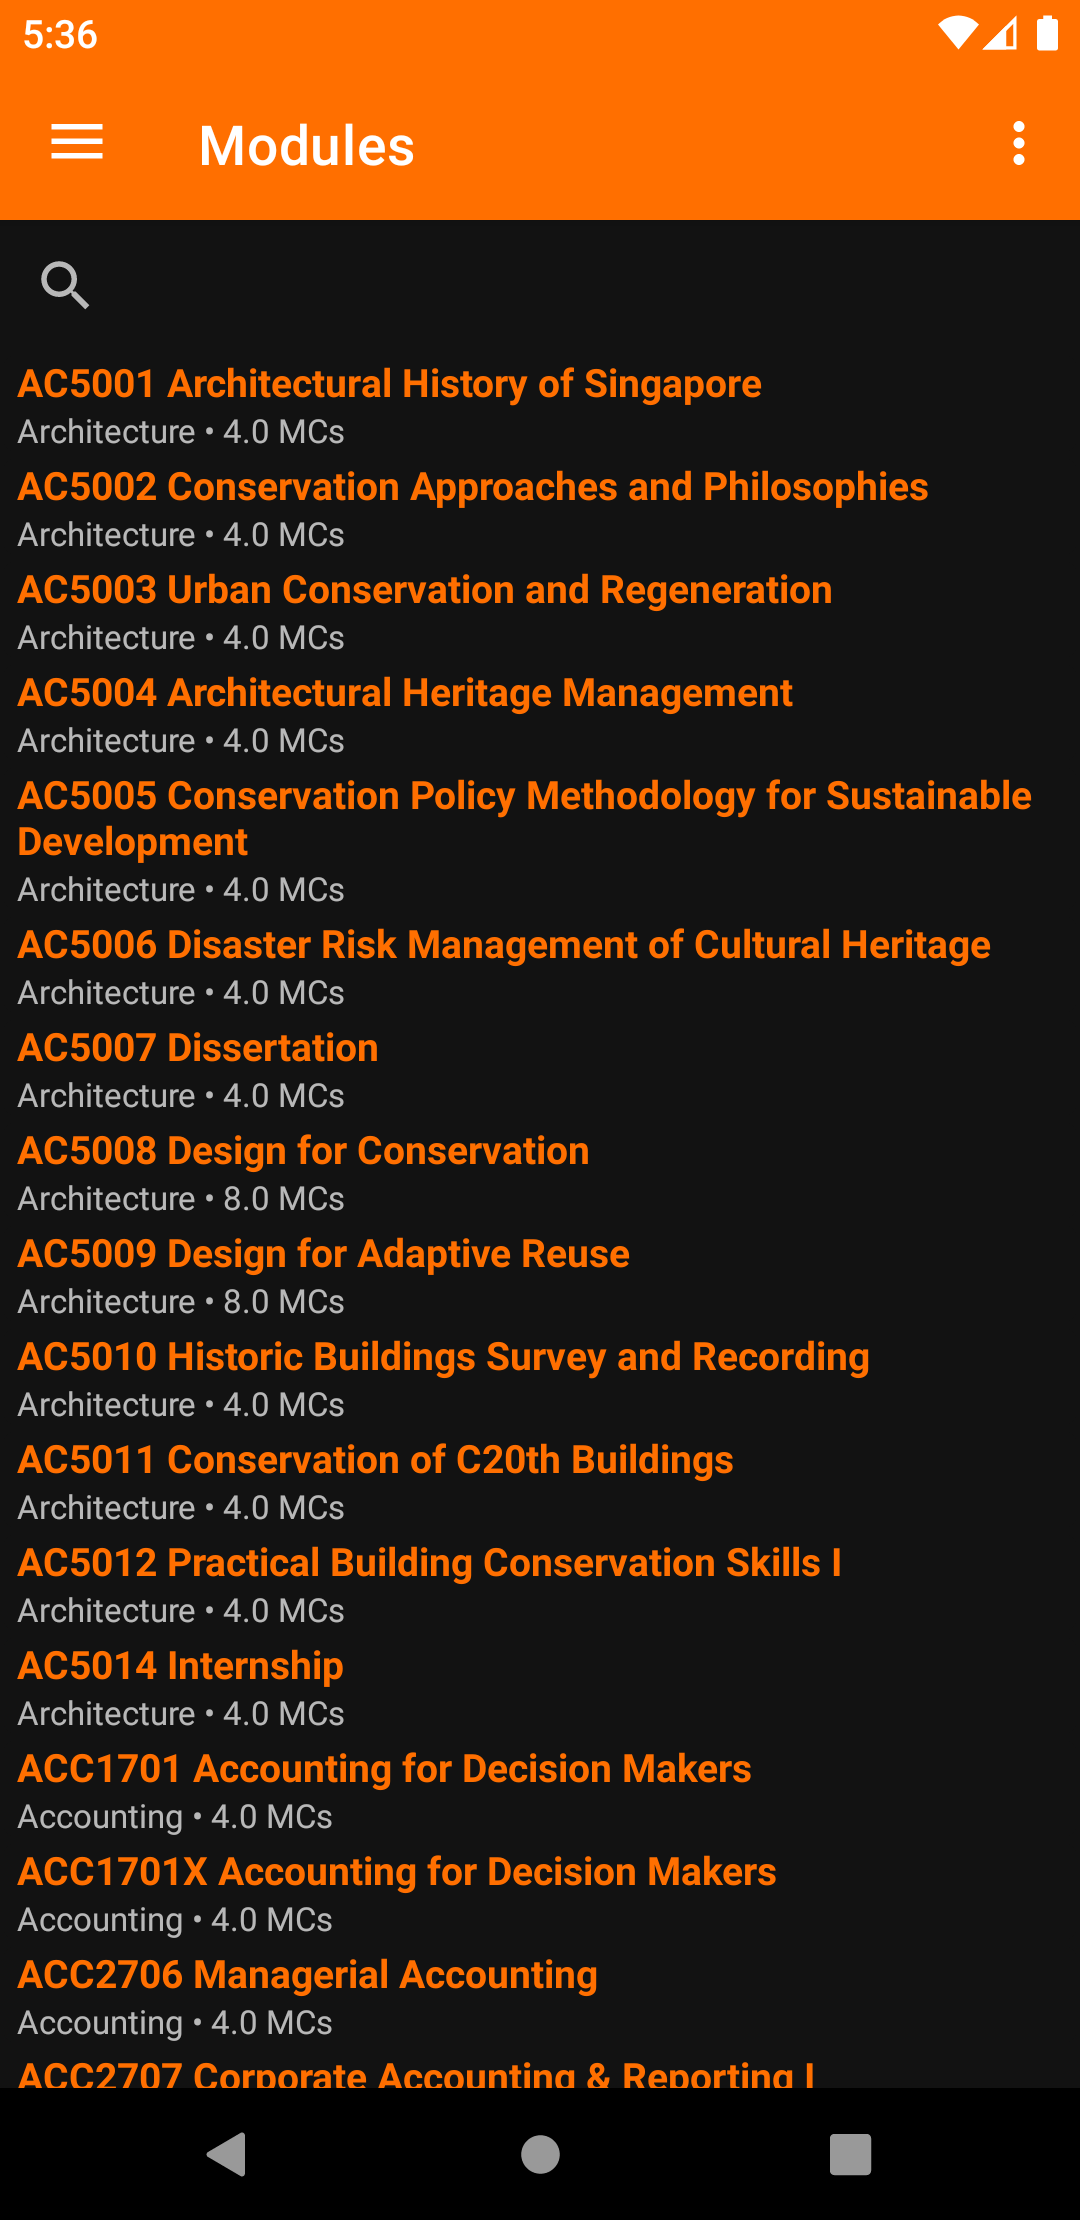 5:36
Modules
AC5001 Architectural History of Singapore
Architecture • 4.0 MCs
AC5002 Conservation Approaches and Philosophies
Architecture • 4.0 MCs
AC5003 Urban Conservation and Regeneration
Architecture • 4.0 MCs
AC5004 Architectural Heritage Management
Architecture • 4.0 MCs
AC5005 Conservation Policy Methodology for Sustainable
Development
Architecture • 4.0 MCs
AC5006 Disaster Risk Management of Cultural Heritage
Architecture • 4.0 MCs
AC5007 Dissertation
Architecture • 4.0 MCs
AC5008 Design for Conservation
Architecture • 8.0 MCs
AC5009 Design for Adaptive Reuse
Architecture • 8.0 MCs
AC5010 Historic Buildings Survey and Recording
Architecture • 4.0 MCs
AC5011 Conservation of C20th Buildings
Architecture • 4.0 MCs
AC5012 Practical Building Conservation Skills I
Architecture • 4.0 MCs
AC5014 Internship
Architecture • 4.0 MCs
ACC1701 Accounting for Decision Makers
Accounting • 4.0 MCs
ACC1701X Accounting for Decision Makers
Accounting • 4.0 MCs
ACC2706 Managerial Accounting
Accounting • 4.0 MCs
ACC2707 Corporate Accounting & Reporting I